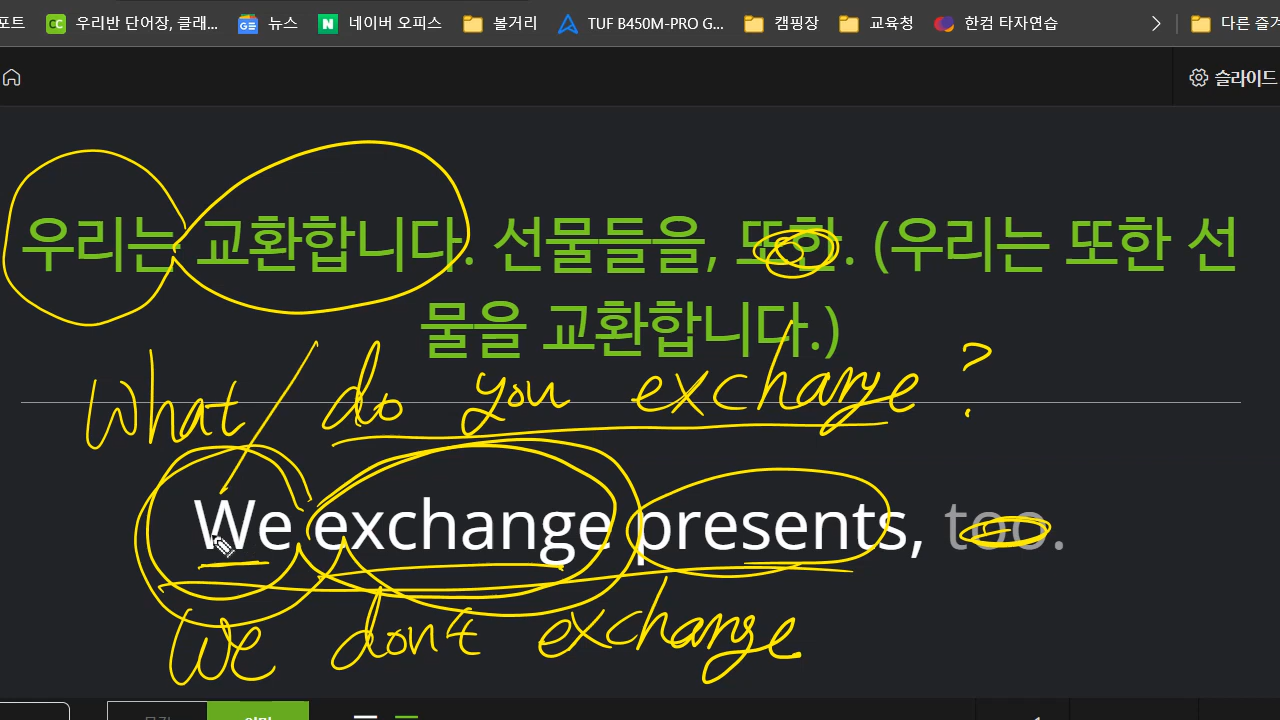 포트 우리반 단어장, 클래... 뉴스 네이버 오피스 볼거리 TUF B450M-PRO G... 캠핑장 교육청 한컴 타자연습 다른 즐겨
슬라이드
우리는 교환합니다. 선물들을, 또한. (우리는 또한 선
물을 교환합니다.)
What do you exchange?
We exchange presents, too.
We don't exchange